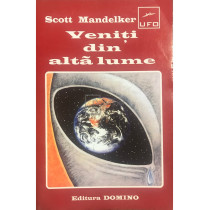 Scott Mandelker
UFO
Veniți
din
altă lume
Editura DOMINO